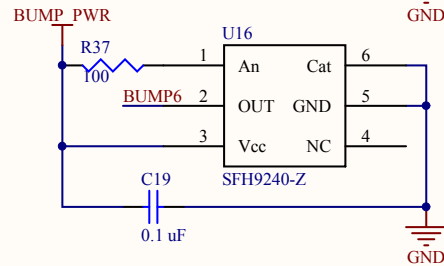 BUMP_PWR
GND
R37
100
U16
1 An Cat 6
BUMP6 2 OUT GND 5
3 Vcc NC 4
C19
SFH9240-Z
0.1 uF
GND